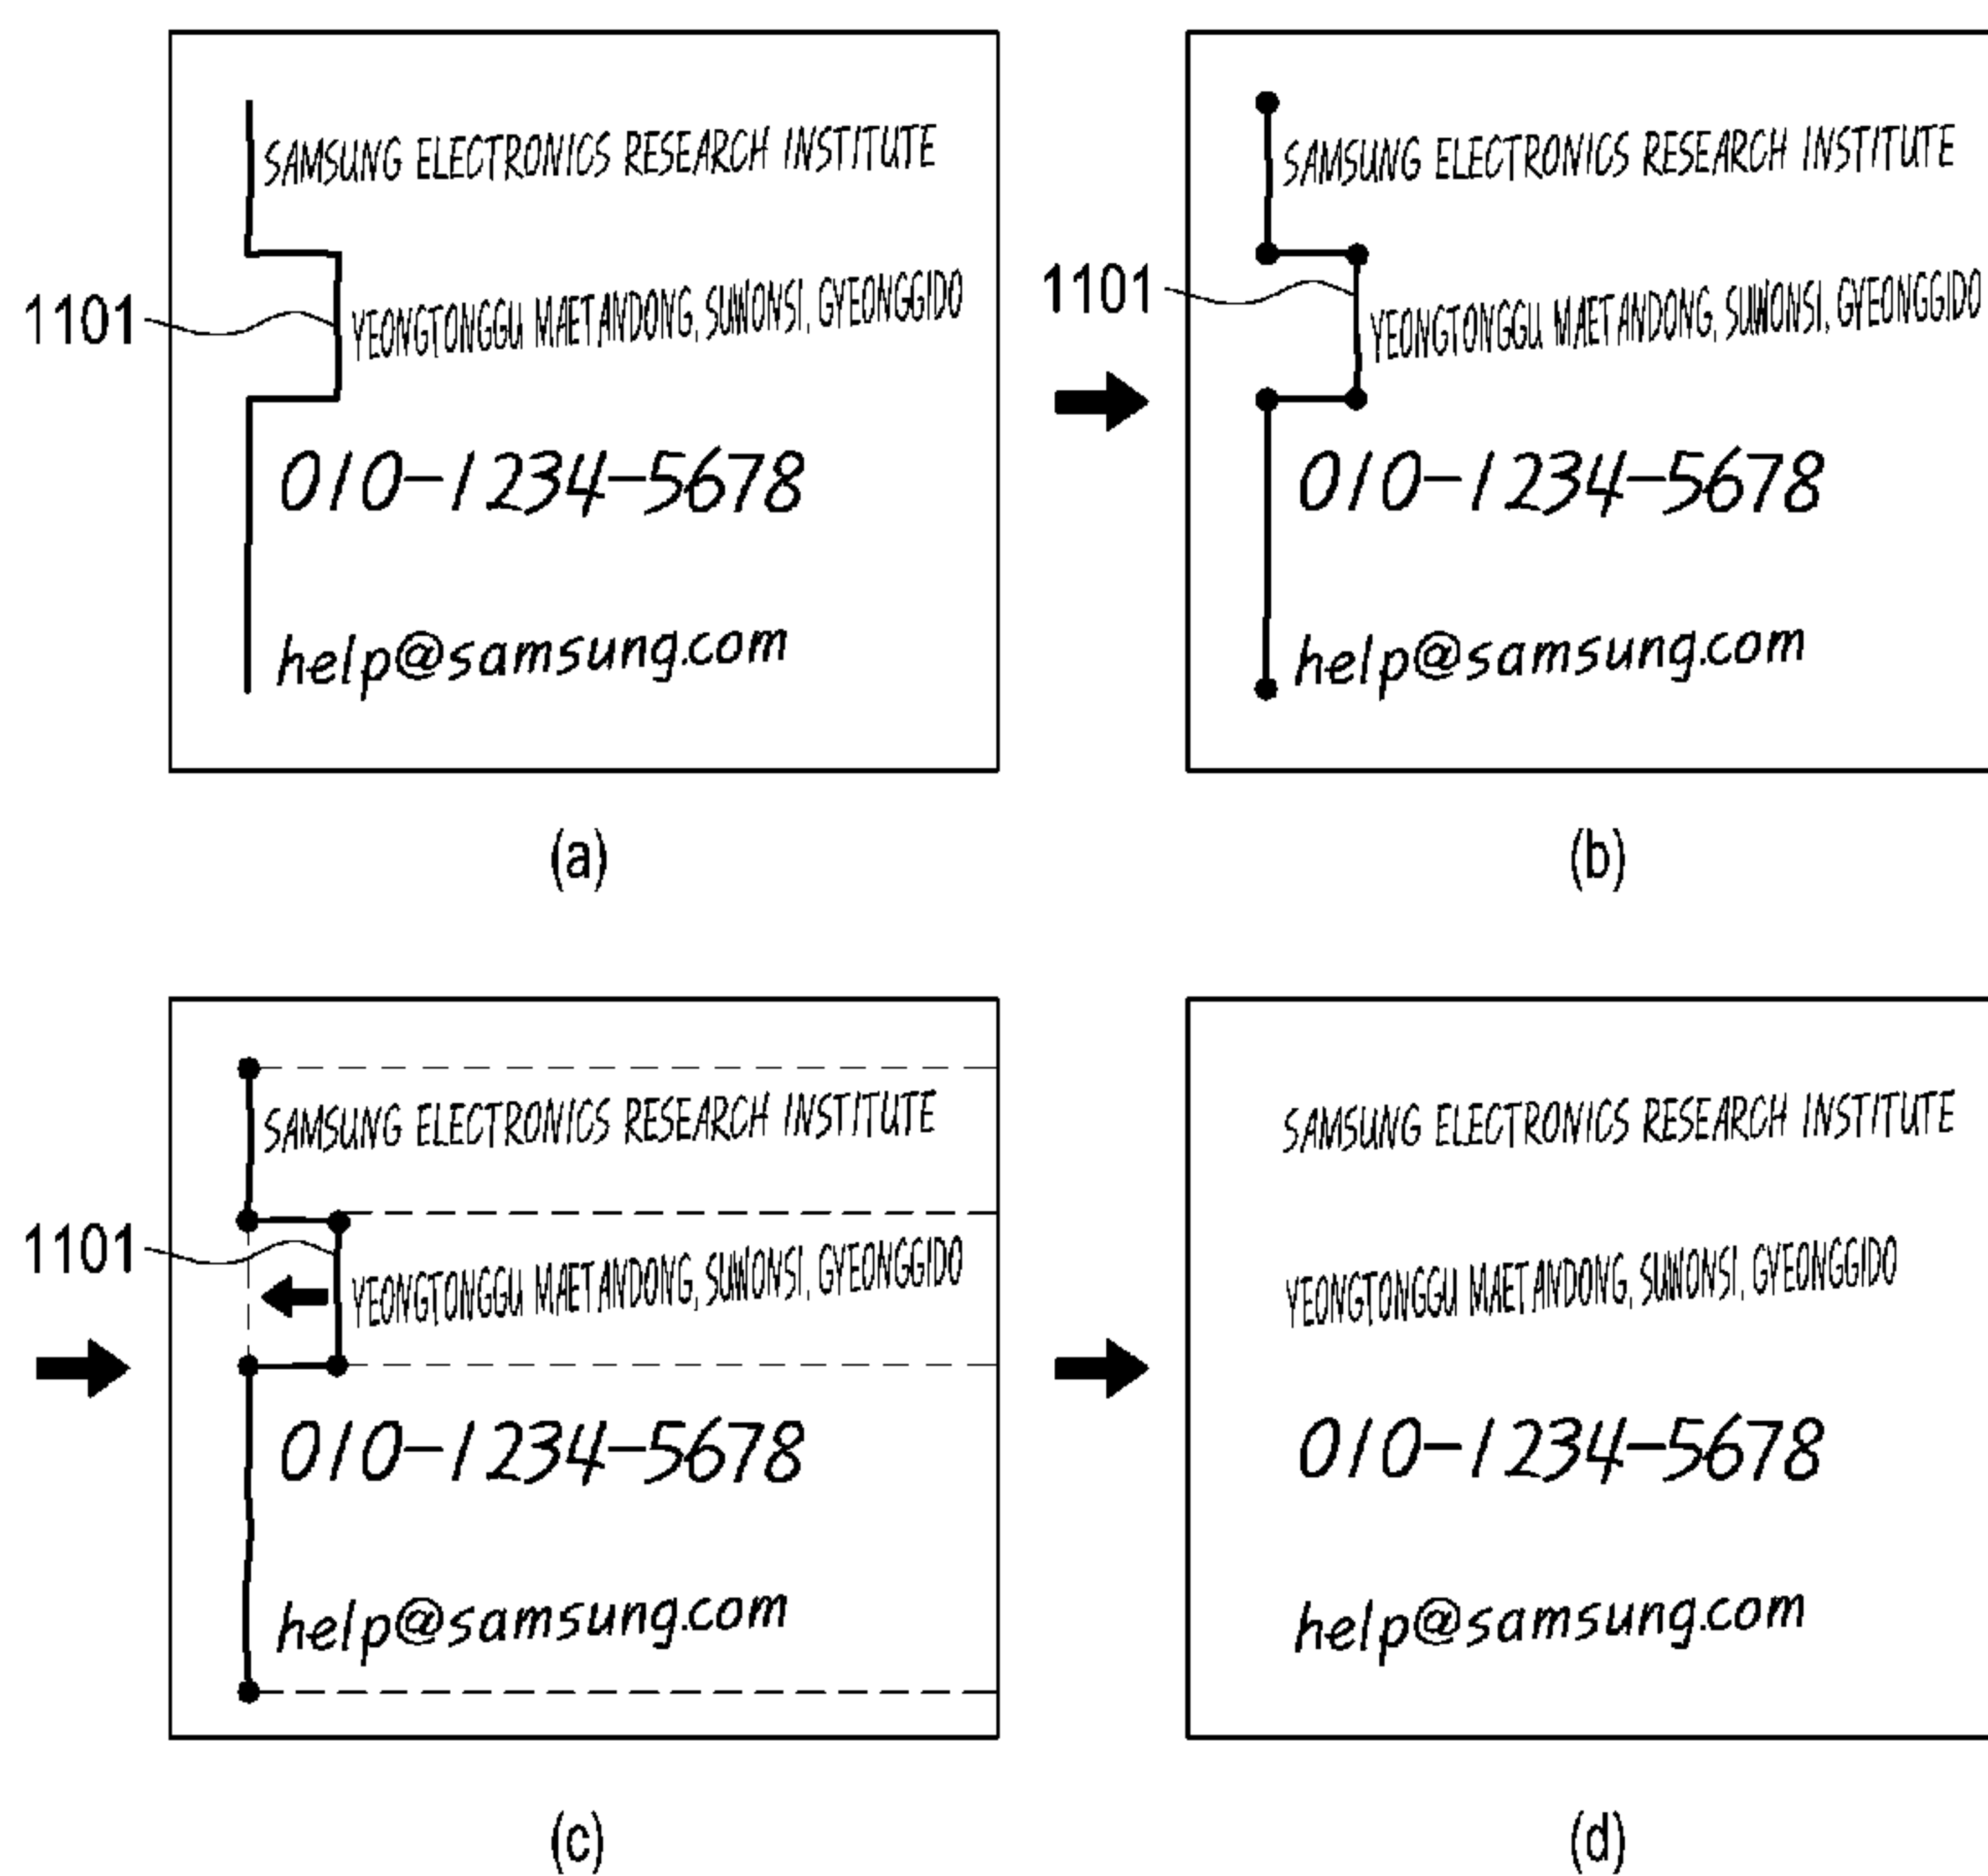 SAMSUNG ELECTRONICS RESEARCH INSTITUTE
1101
YEONGTONGGU MAETANDONG, SUWONSI, GYEONGGIDO
010-1234-5678
help@samsung.com
(a)
SAMSUNG ELECTRONICS RESEARCH INSTITUTE
1101
YEONGTONGGU MAETANDONG, SUWONSI, GYEONGGIDO
010-1234-5678
help@samsung.com
(b)
SAMSUNG ELECTRONICS RESEARCH INSTITUTE
1101
YEONGTONGGU MAETANDONG, SUWONSI, GYEONGGIDO
010-1234-5678
help@samsung.com
(c)
SAMSUNG ELECTRONICS RESEARCH INSTITUTE
YEONGTONGGU MAETANDONG, SUWONSI, GYEONGGIDO
010-1234-5678
help@samsung.com
(d)